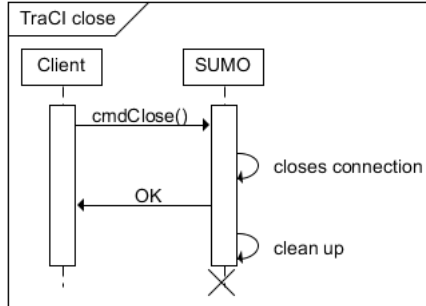 TraCI close
Client
SUMO
cmdClose()
closes connection
OK
clean up